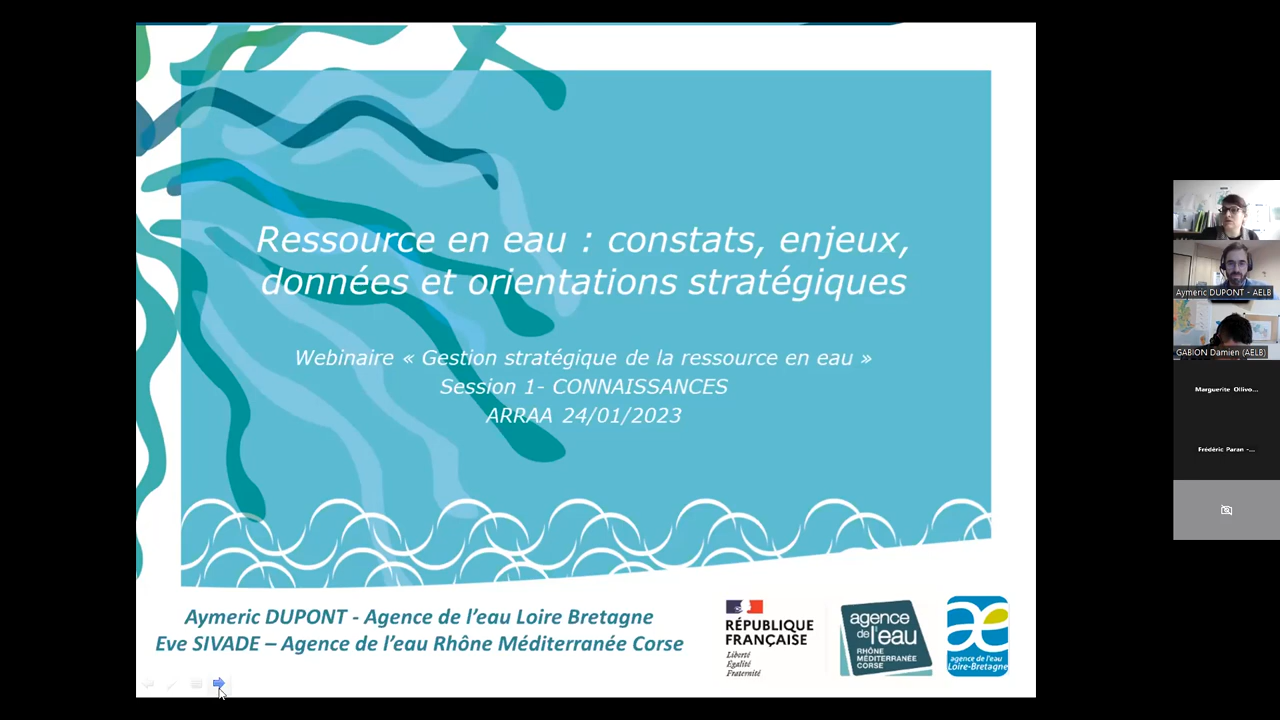 Ressource en eau : constats, enjeux,
données et orientations stratégiques
Webinaire « Gestion stratégique de la ressource en eau »
Session 1- CONNAISSANCES
ARRAA 24/01/2023
Aymeric DUPONT - Agence de l'eau Loire Bretagne
Eve SIVADE – Agence de l'eau Rhône Méditerranée Corse
RÉPUBLIQUE
FRANÇAISE
Liberté
Égalité
Fraternité
agence
de l'eau
RHÔNE
MÉDITERRANÉE
CORSE
æ
agence de l'eau
Loire-Bretagne
Aymeric DUPONT - AELB
GABION Damien (AELB)
Marguerite Ollivo...
Frédéric Paran -...